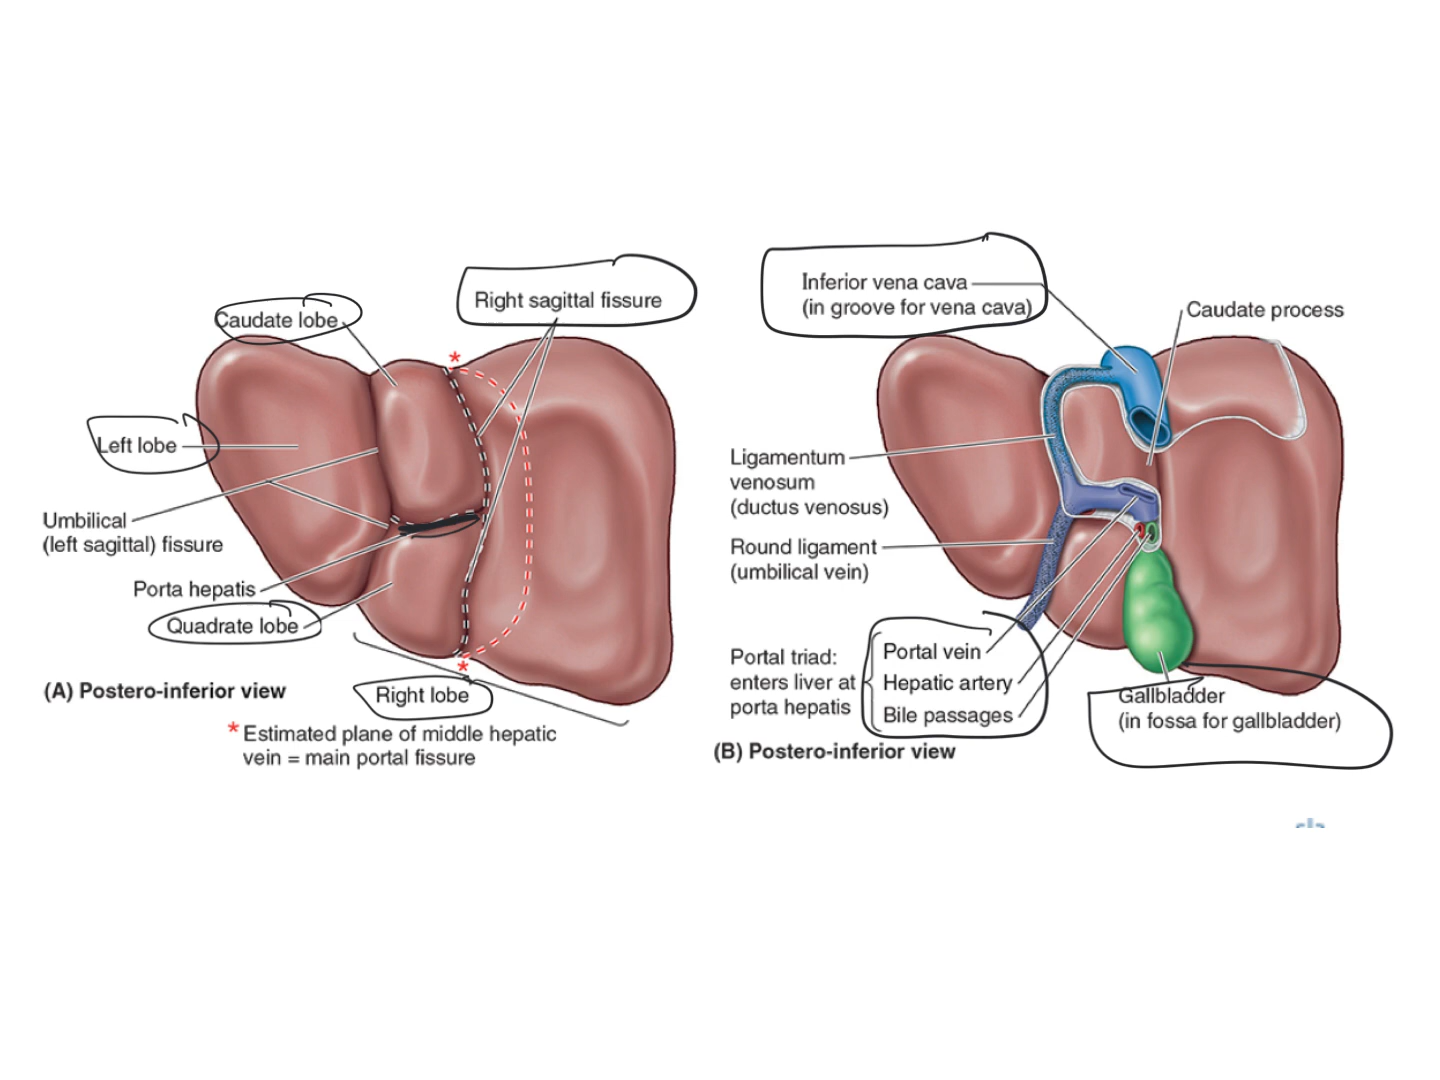 Caudate lobe
Right sagittal fissure
Left lobe
Umbilical
(left sagittal) fissure
Porta hepatis
Quadrate lobe
(A) Postero-inferior view
Right lobe
* Estimated plane of middle hepatic
vein = main portal fissure
*
*
Inferior vena cava
(in groove for vena cava)
Caudate process
Ligamentum
venosum
(ductus venosus)
Round ligament
(umbilical vein)
Portal triad:
enters liver at
porta hepatis
Portal vein
Hepatic artery
Bile passages
Gallbladder
(in fossa for gallbladder)
(B) Postero-inferior view